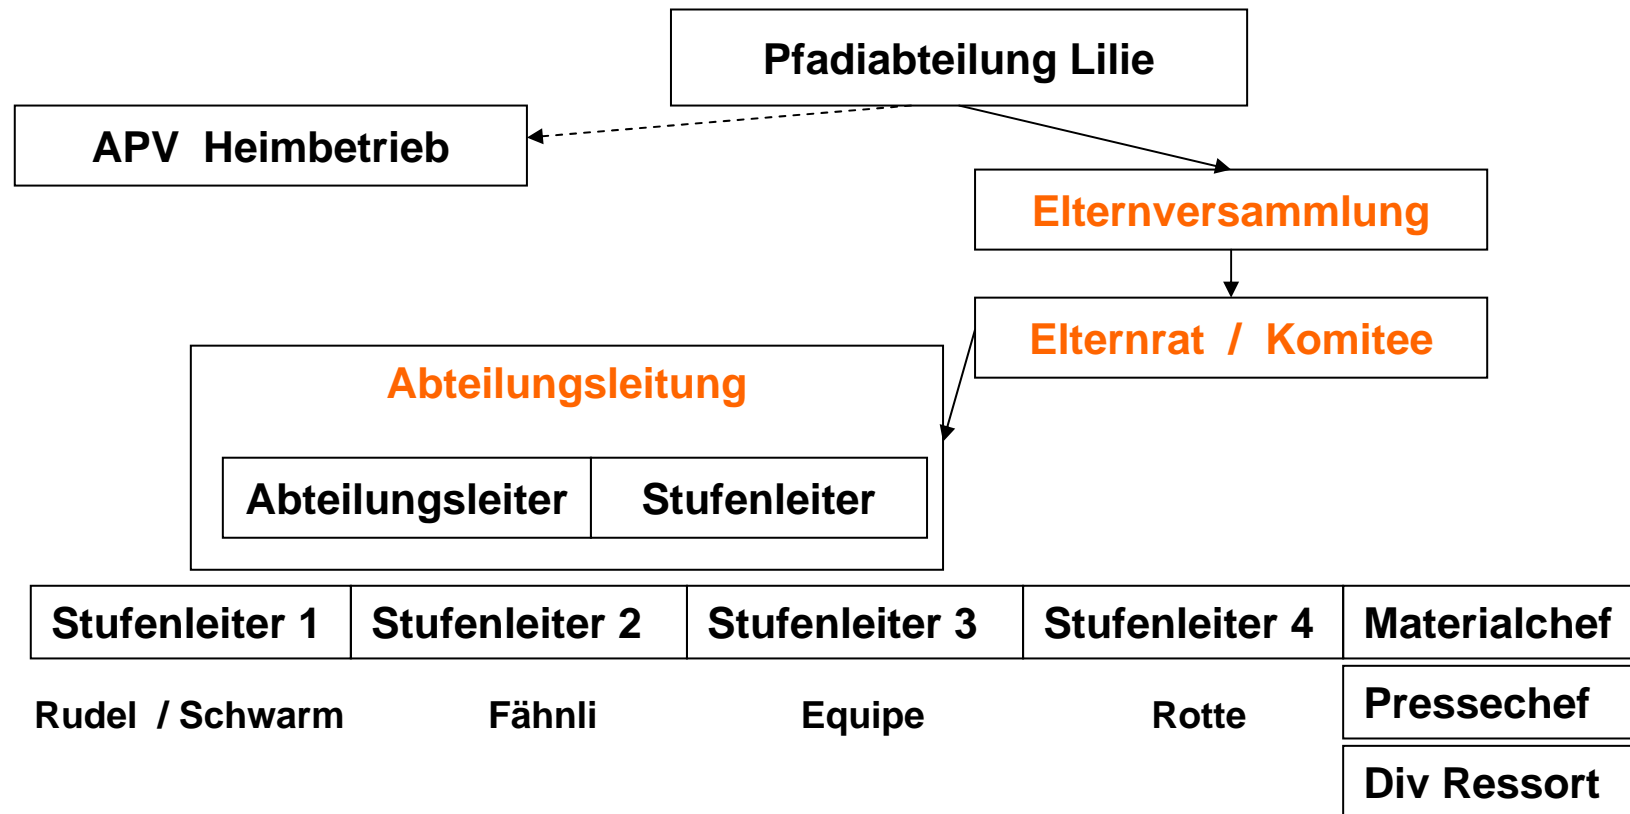 Pfadiabteilung Lilie
APV Heimbetrieb
Elternversammlung
Elternrat / Komitee
Abteilungsleitung
Abteilungsleiter Stufenleiter
Stufenleiter 1 Stufenleiter 2 Stufenleiter 3 Stufenleiter 4 Materialchef
Rudel / Schwarm Fähnli Equipe Rotte Pressechef
Div Ressort